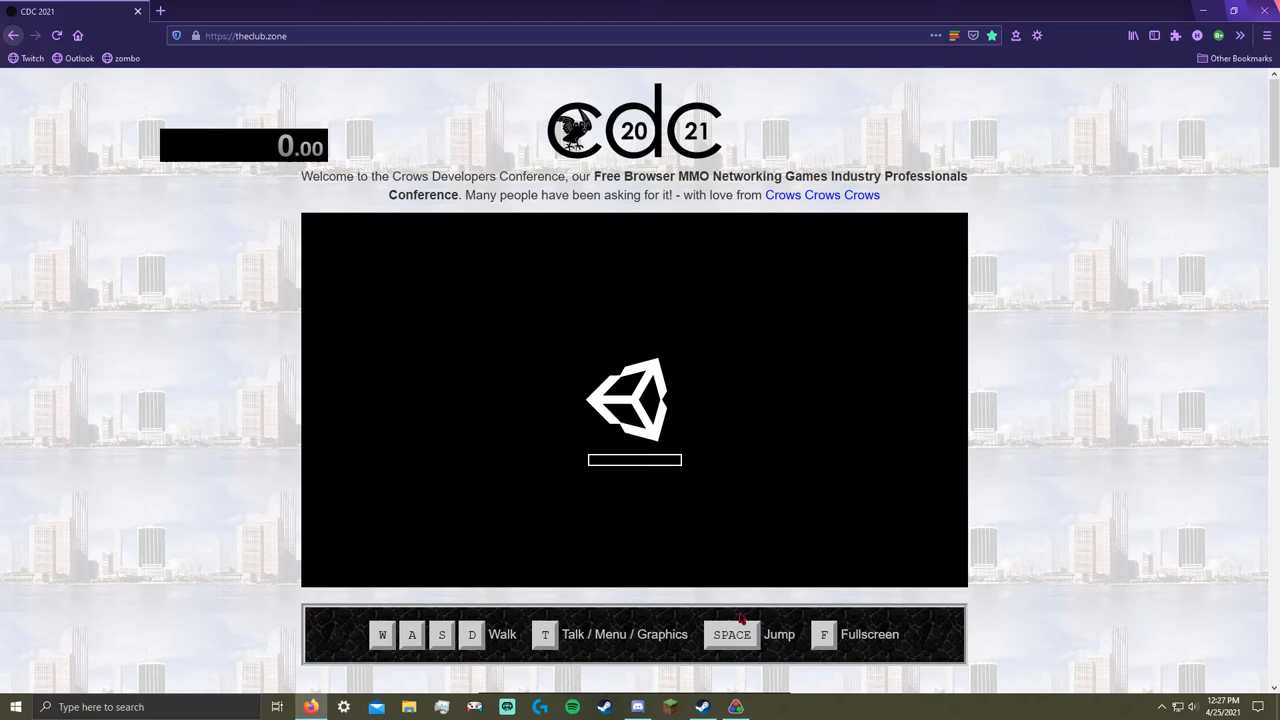 CDC 2021
https://theclub.zone
Twitch Outlook zombo Other Bookmarks
cdc 20 21
0.00
Welcome to the Crows Developers Conference, our Free Browser MMO Networking Games Industry Professionals
Conference. Many people have been asking for it! - with love from Crows Crows Crows
W A S D Walk T Talk / Menu / Graphics SPACE Jump F Fullscreen
Type here to search
12:27 PM
4/25/2021